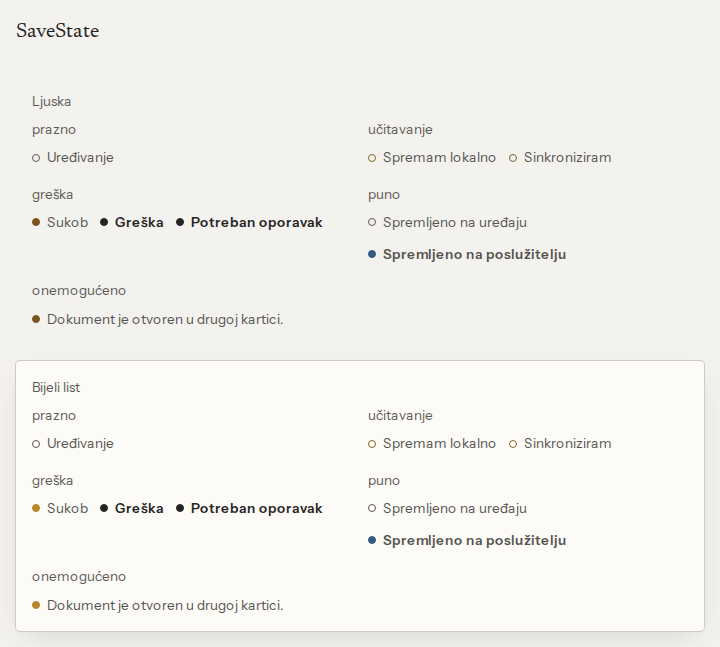 SaveState
Ljuska
prazno
Uređivanje
učitavanje
Spremam lokalno Sinkroniziram
greška
Sukob Greška Potreban oporavak
puno
Spremljeno na uređaju
Spremljeno na poslužitelju
onemogućeno
Dokument je otvoren u drugoj kartici.
Bijeli list
prazno
Uređivanje
učitavanje
Spremam lokalno Sinkroniziram
greška
Sukob Greška Potreban oporavak
puno
Spremljeno na uređaju
Spremljeno na poslužitelju
onemogućeno
Dokument je otvoren u drugoj kartici.